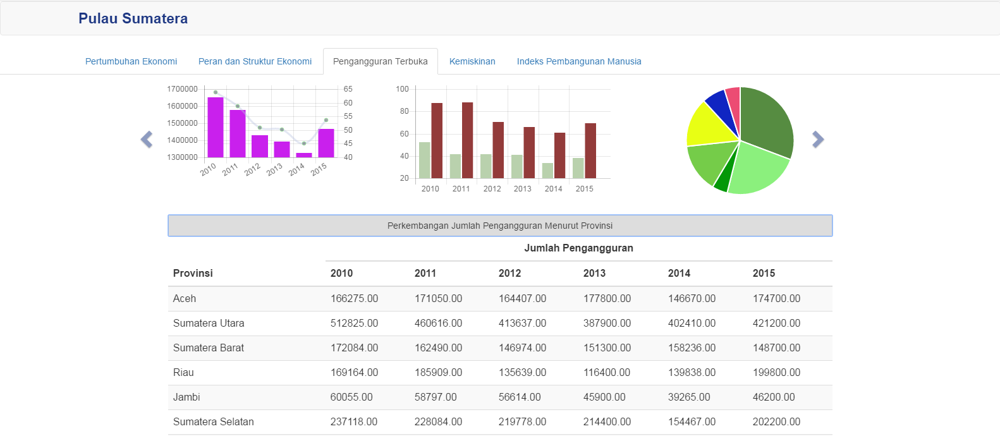 Pulau Sumatera
Pertumbuhan Ekonomi Peran dan Struktur Ekonomi Pengangguran Terbuka Kemiskinan Indeks Pembangunan Manusia
1700000
1600000
1500000
1400000
1300000
65
60
55
50
45
40
2010 2011 2012 2013 2014 2015
100
80
60
40
20
2010 2011 2012 2013 2014 2015
Perkembangan Jumlah Pengangguran Menurut Provinsi
Jumlah Pengangguran
Provinsi 2010 2011 2012 2013 2014 2015
Aceh 166275.00 171050.00 164407.00 177800.00 146670.00 174700.00
Sumatera Utara 512825.00 460616.00 413637.00 387900.00 402410.00 421200.00
Sumatera Barat 172084.00 162490.00 146974.00 151300.00 158236.00 148700.00
Riau 169164.00 185909.00 135639.00 116400.00 139838.00 199800.00
Jambi 60055.00 58797.00 56614.00 45900.00 39265.00 46200.00
Sumatera Selatan 237118.00 228084.00 219778.00 214400.00 154467.00 202200.00